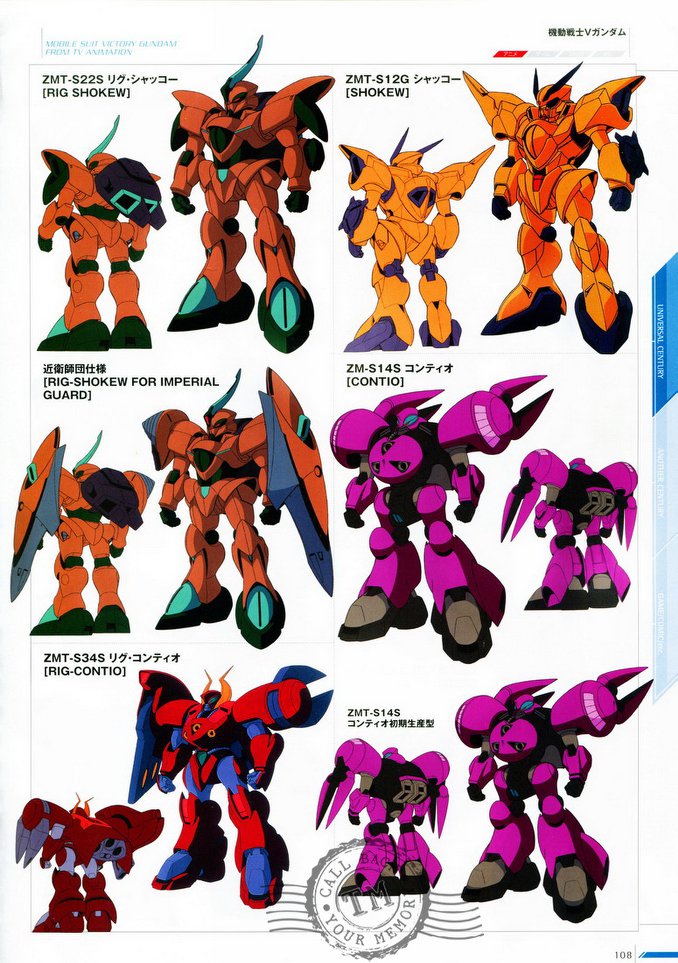 MOBILE SUIT VICTORY GUNDAM
FROM TV ANIMATION
機動戦士Vガンダム
アニメ
ZMT-S22S リグ・シャッコー
[RIG SHOKEW]
ZMT-S12G シャッコー
[SHOKEW]
近衛師団仕様
[RIG-SHOKEW FOR IMPERIAL
GUARD]
ZM-S14S コンティオ
[CONTIO]
ZMT-S34S リグ・コンティオ
[RIG-CONTIO]
ZMT-S14S
コンティオ初期生産型
UNIVERSAL CENTURY
ANOTHER CENTURY
GAME/COMIC/etc.
CALL BACK
TM
YOUR MEMORY
108